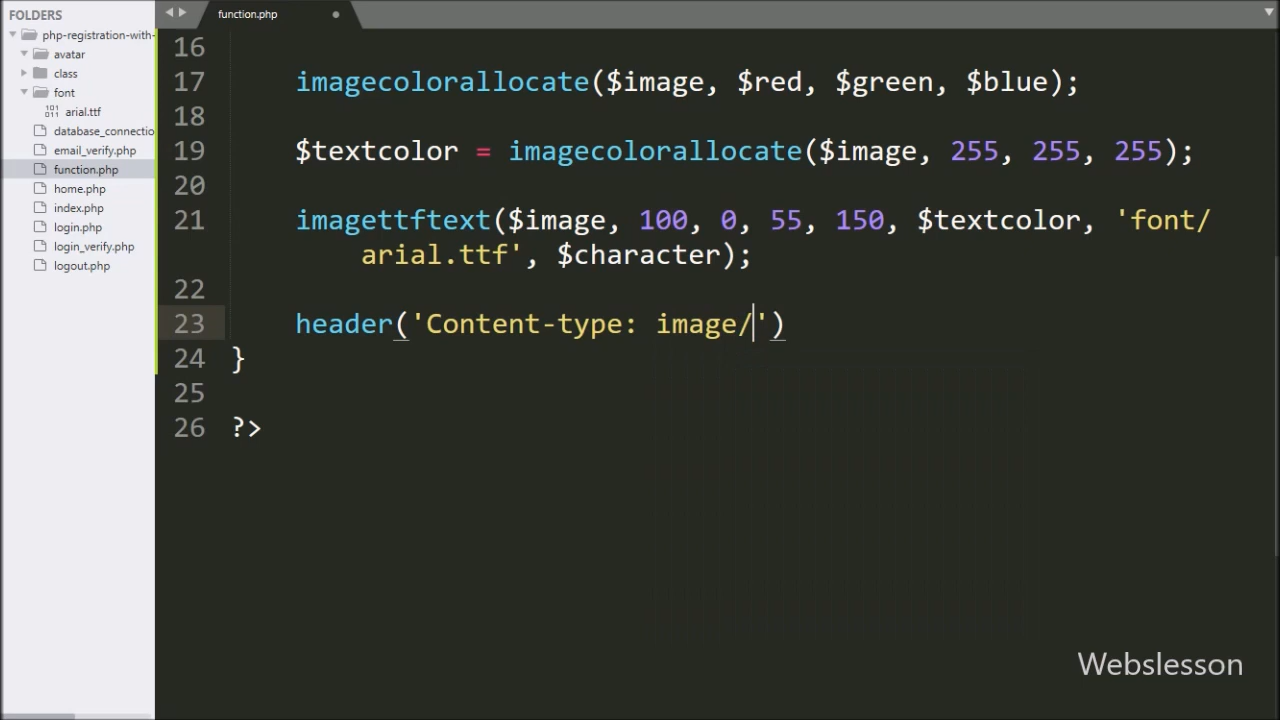 FOLDERS
php-registration-with-
avatar
class
font
arial.ttf
database_connectio
email_verify.php
function.php
home.php
index.php
login.php
login_verify.php
logout.php
function.php
16
17 imagecolorallocate($image, $red, $green, $blue);
18
19 $textcolor = imagecolorallocate($image, 255, 255, 255);
20
21 imagettftext($image, 100, 0, 55, 150, $textcolor, 'font/
arial.ttf', $character);
22
23 header('Content-type: image/')
24 }
25
26 ?>
Webslesson